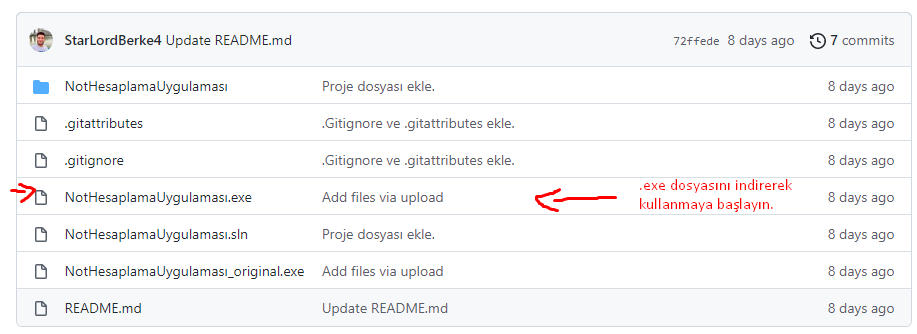 StarLordBerke4 Update README.md 72ffede 8 days ago 7 commits
NotHesaplamaUygulaması Proje dosyası ekle. 8 days ago
.gitattributes .Gitignore ve .gitattributes ekle. 8 days ago
.gitignore .Gitignore ve .gitattributes ekle. 8 days ago
NotHesaplamaUygulaması.exe Add files via upload .exe dosyasını indirerek kullanmaya başlayın. 8 days ago
NotHesaplamaUygulaması.sln Proje dosyası ekle. 8 days ago
NotHesaplamaUygulaması_original.exe Add files via upload 8 days ago
README.md Update README.md 8 days ago